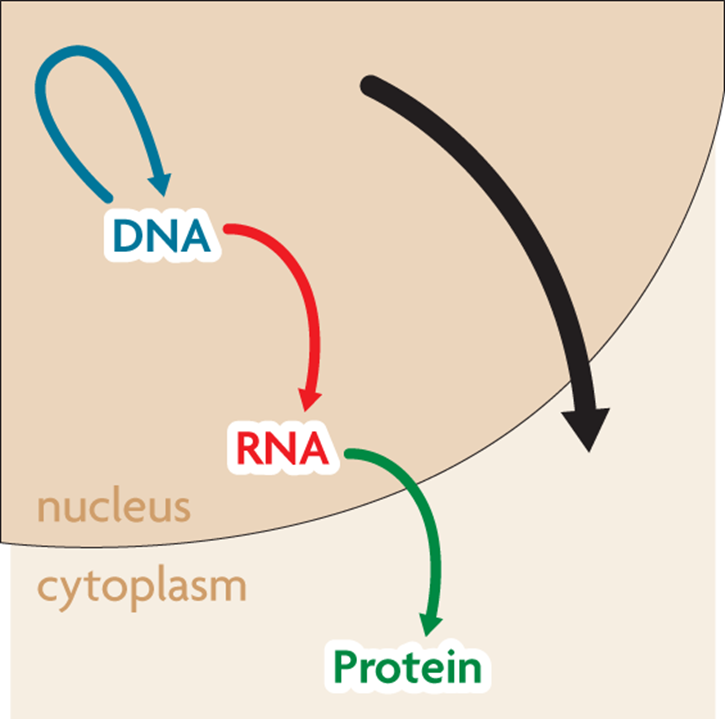 DNA
RNA
nucleus
cytoplasm
Protein